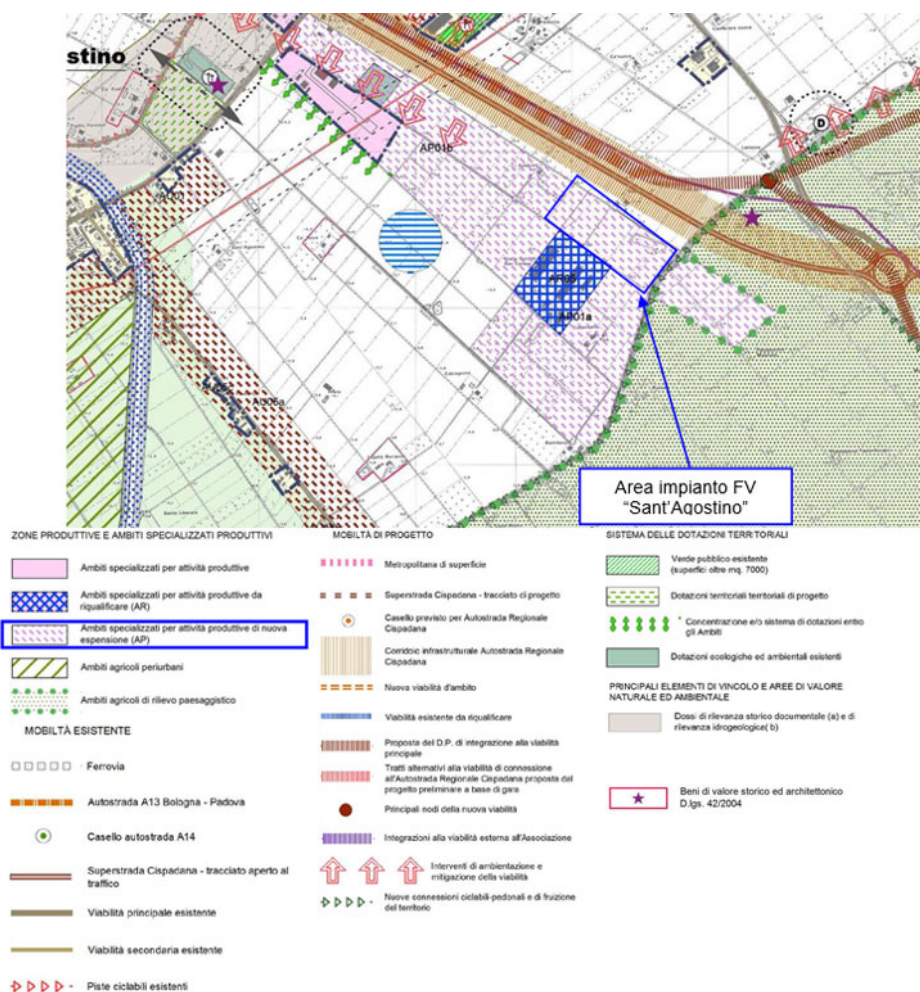 stino
AP01b
AR05
AP01a
D
Area impianto FV
"Sant'Agostino"
ZONE PRODUTTIVE E AMBITI SPECIALIZZATI PRODUTTIVI
Ambiti specializzati per attività produttive
Ambiti specializzati per attività produttive da
riqualificare (AR)
Ambiti specializzati per attività produttive di nuova
espensione (AP)
Ambiti agricoli periurbani
Ambiti agricoli di rilievo paesaggistico
MOBILTÀ ESISTENTE
Ferrovia
Autostrada A13 Bologna - Padova
Casello autostrada A14
Superstrada Cispadana - tracciato aperto al
traffico
Viabilità principale esistente
Viabilità secondaria esistente
Piste ciclabili esistenti
MOBILTÀ DI PROGETTO
Metropolitana di superficie
Superstrada Cispadana - tracciato di progetto
Casello previsto per Autostrada Regionale
Cispadana
Corridoio infrastrutturale Autostrada Regionale
Cispadana
Nuova viabilità d'ambito
Viabilità esistente da riqualificare
Proposta del D.P. di integrazione alla viabilità
principale
Tratti alternativi alla viabilità di connessione
all'Autostrada Regionale Cispadana proposta del
progetto preliminare a base di gara
Principali nodi della nuova viabilità
Integrazioni alla viabilità esterna all'Associazione
Interventi di ambientazione e
mitigazione della viabilità
Nuove connessioni ciclabili-pedonali e di fruizione
del territorio
SISTEMA DELLE DOTAZIONI TERRITORIALI
Verde pubblico esistente
(superfici oltre mq. 7000)
Dotazioni territoriali territoriali di progetto
Concentrazione e/o sistema di dotazioni entro
gli Ambiti
Dotazioni ecologiche ed ambientali esistenti
PRINCIPALI ELEMENTI DI VINCOLO E AREE DI VALORE
NATURALE ED AMBIENTALE
Dossi di rilevanza storico documentale (a) e di
rilevanza idrogeologica( b)
Beni di valore storico ed architettonico
D.lgs. 42/2004